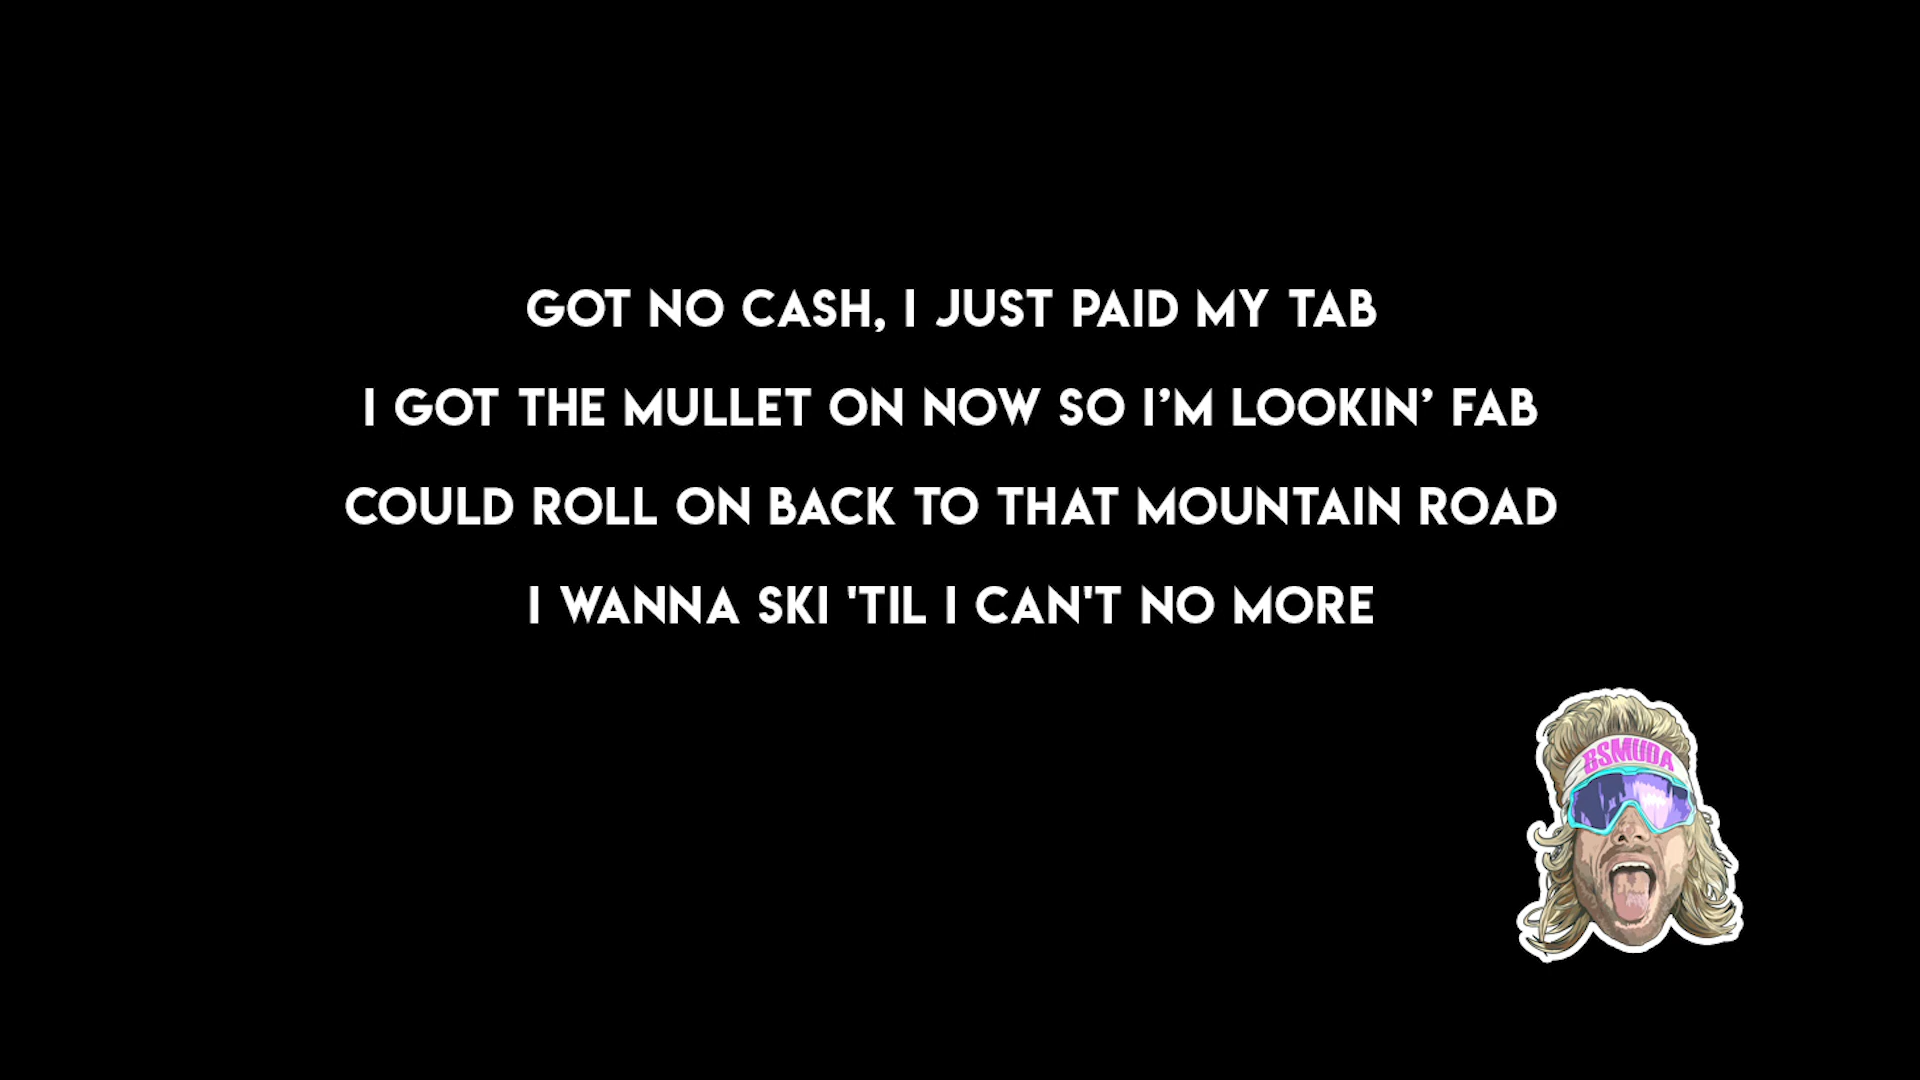 GOT NO CASH, I JUST PAID MY TAB
I GOT THE MULLET ON NOW SO I’M LOOKIN’ FAB
COULD ROLL ON BACK TO THAT MOUNTAIN ROAD
I WANNA SKI 'TIL I CAN'T NO MORE
BSMUDA